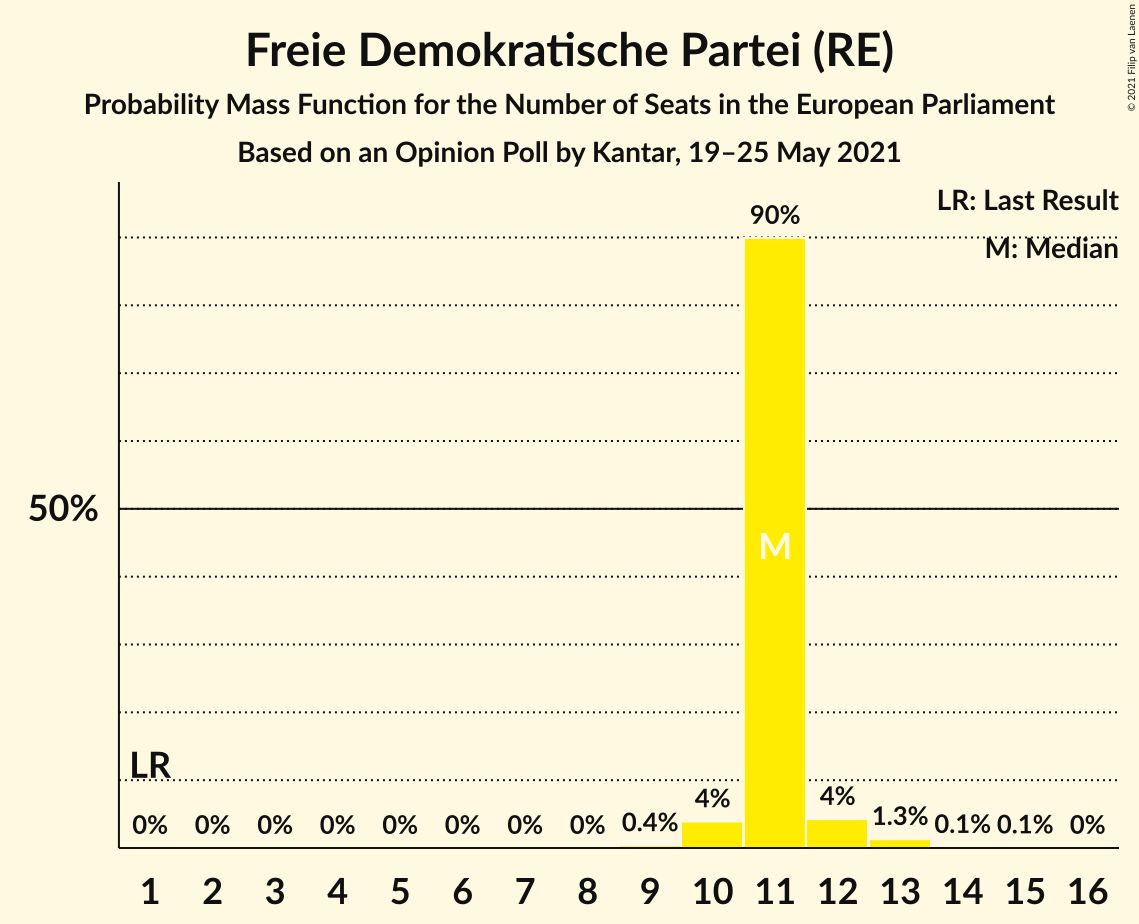 Freie Demokratische Partei (RE)
Probability Mass Function for the Number of Seats in the European Parliament
Based on an Opinion Poll by Kantar, 19–25 May 2021
© 2021 Filip van Laenen
LR: Last Result
M: Median
90%
50%
M
LR
0% 0% 0% 0% 0% 0% 0% 0% 0.4% 4% 4% 1.3% 0.1% 0.1% 0%
1 2 3 4 5 6 7 8 9 10 11 12 13 14 15 16